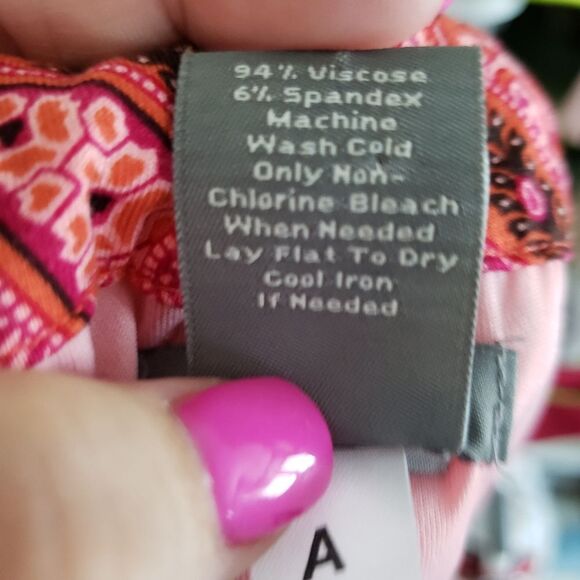 94% Viscose
6% Spandex
Machine
Wash Cold
Only Non-
Chlorine Bleach
When Needed
Lay Flat To Dry
Cool Iron
If Needed
A